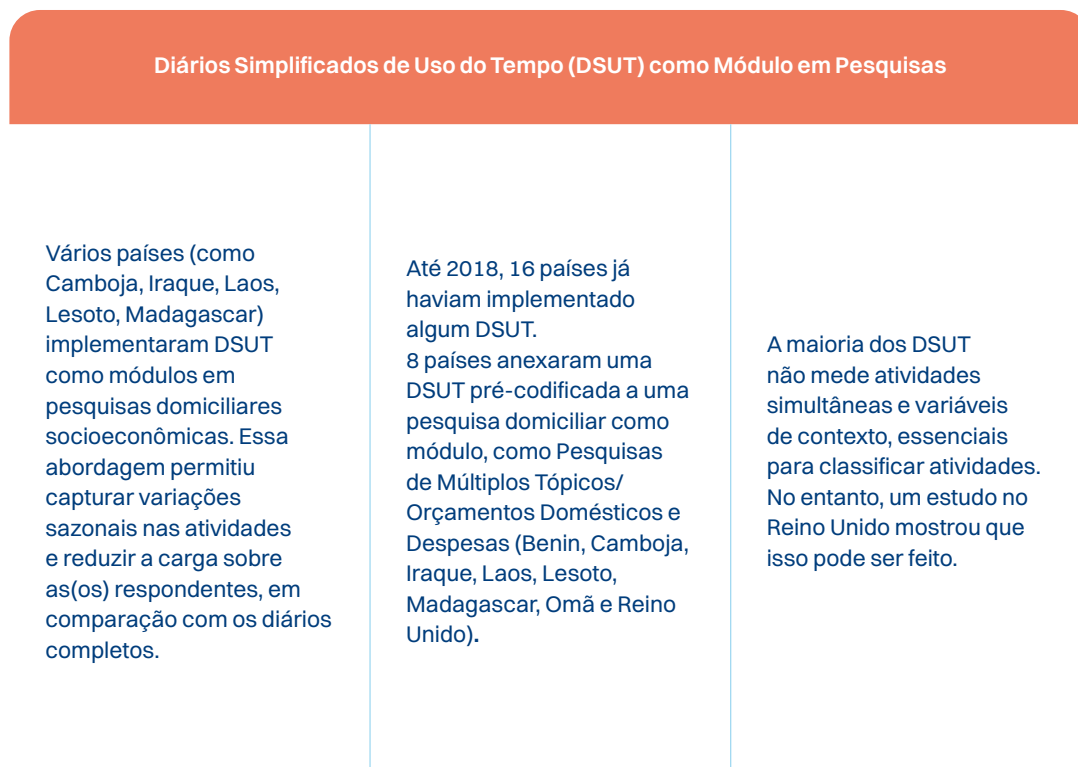 Diários Simplificados de Uso do Tempo (DSUT) como Módulo em Pesquisas
Vários países (como
Camboja, Iraque, Laos,
Lesoto, Madagascar)
implementaram DSUT
como módulos em
pesquisas domiciliares
socioeconômicas. Essa
abordagem permitiu
capturar variações
sazonais nas atividades
e reduzir a carga sobre
as(os) respondentes, em
comparação com os diários
completos.
Até 2018, 16 países já
haviam implementado
algum DSUT.
8 países anexaram uma
DSUT pré-codificada a uma
pesquisa domiciliar como
módulo, como Pesquisas
de Múltiplos Tópicos/
Orçamentos Domésticos e
Despesas (Benin, Camboja,
Iraque, Laos, Lesoto,
Madagascar, Omã e Reino
Unido).
A maioria dos DSUT
não mede atividades
simultâneas e variáveis
de contexto, essenciais
para classificar atividades.
No entanto, um estudo no
Reino Unido mostrou que
isso pode ser feito.